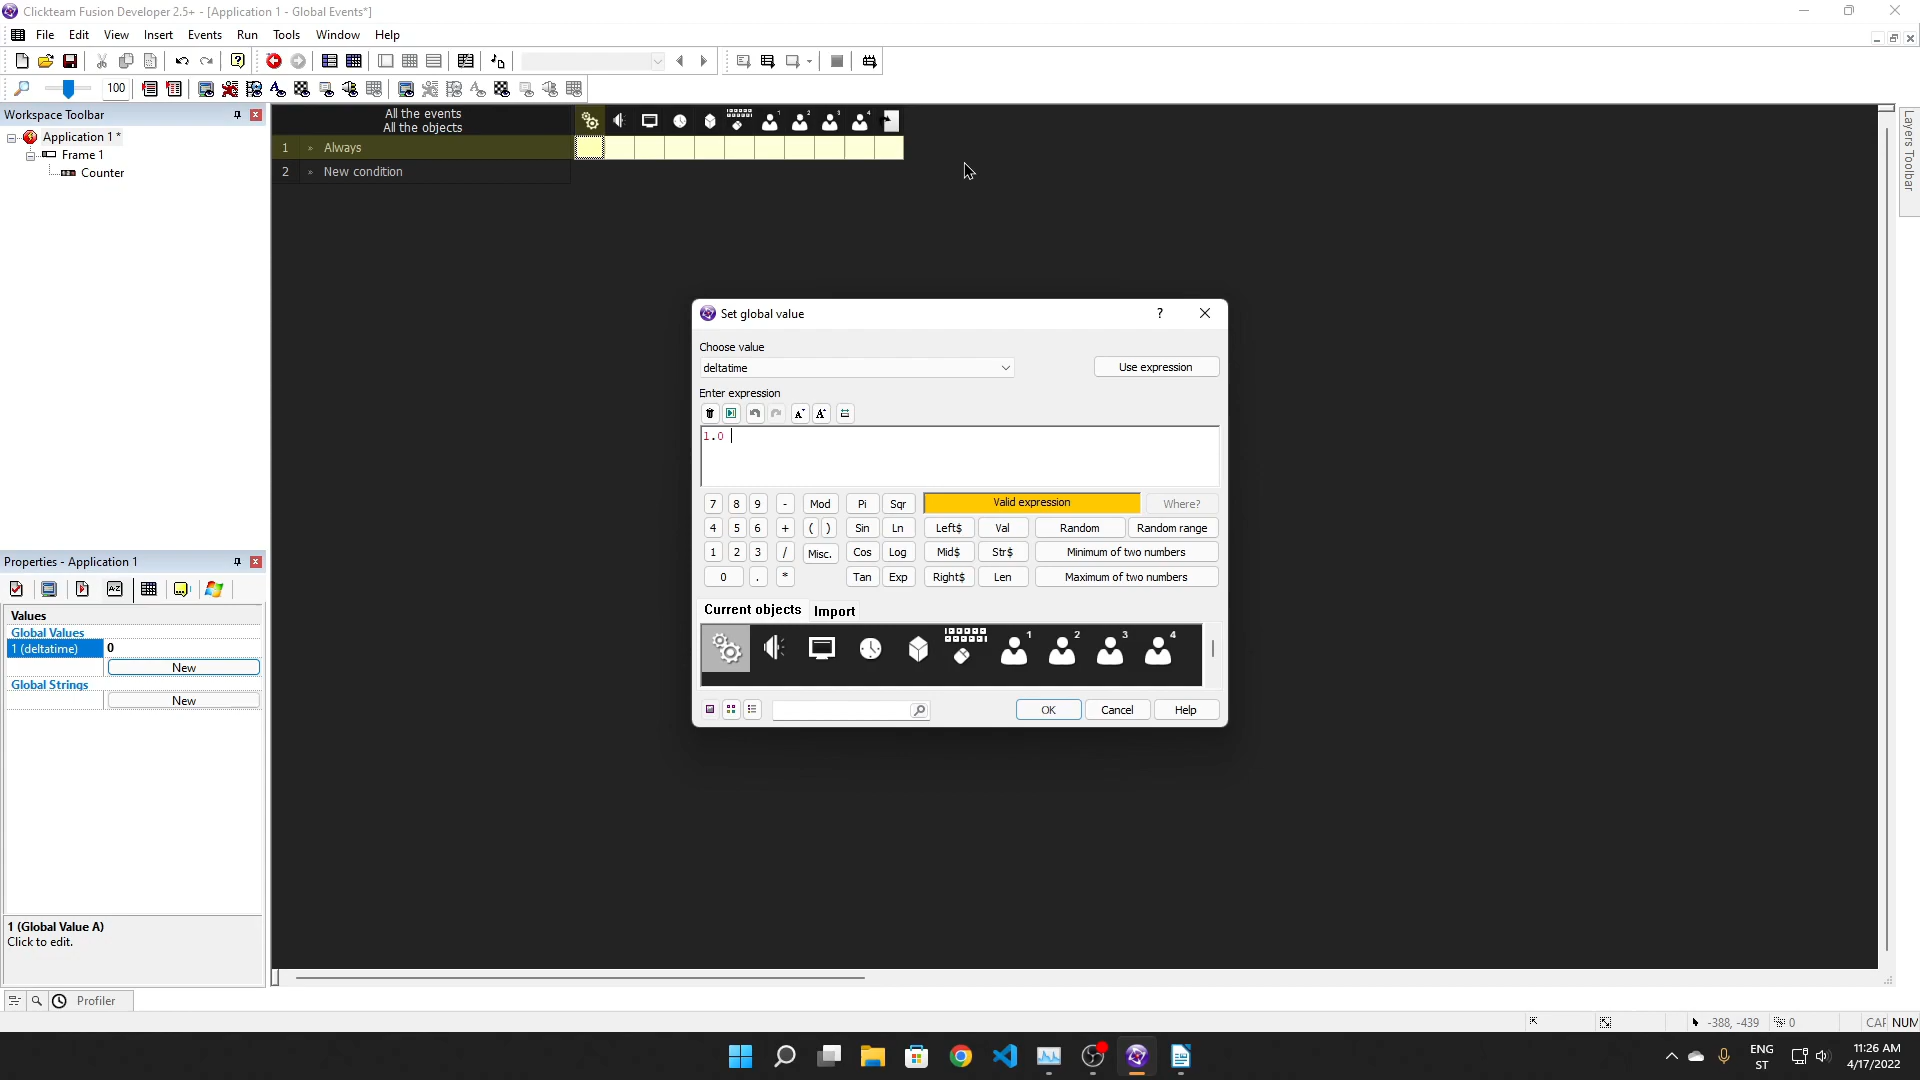 Clickteam Fusion Developer 2.5+ - [Application 1 - Global Events*]
File Edit View Insert Events Run Tools Window Help
100
Workspace Toolbar
Application 1 *
Frame 1
Counter
All the events
All the objects
1 Always
2 New condition
Layers Toolbar
Set global value
Choose value
deltatime
Use expression
Enter expression
1.0
7 8 9 - Mod Pi Sqr Valid expression Where?
4 5 6 + ( ) Sin Ln Left$ Val Random Random range
1 2 3 / Misc. Cos Log Mid$ Str$ Minimum of two numbers
0 . * Tan Exp Right$ Len Maximum of two numbers
Current objects Import
1 2 3 4
OK Cancel Help
Properties - Application 1
Values
Global Values
1 (deltatime) 0
New
Global Strings
New
1 (Global Value A)
Click to edit.
Profiler
-388, -439 0 CAP NUM
ENG
ST
11:26 AM
4/17/2022